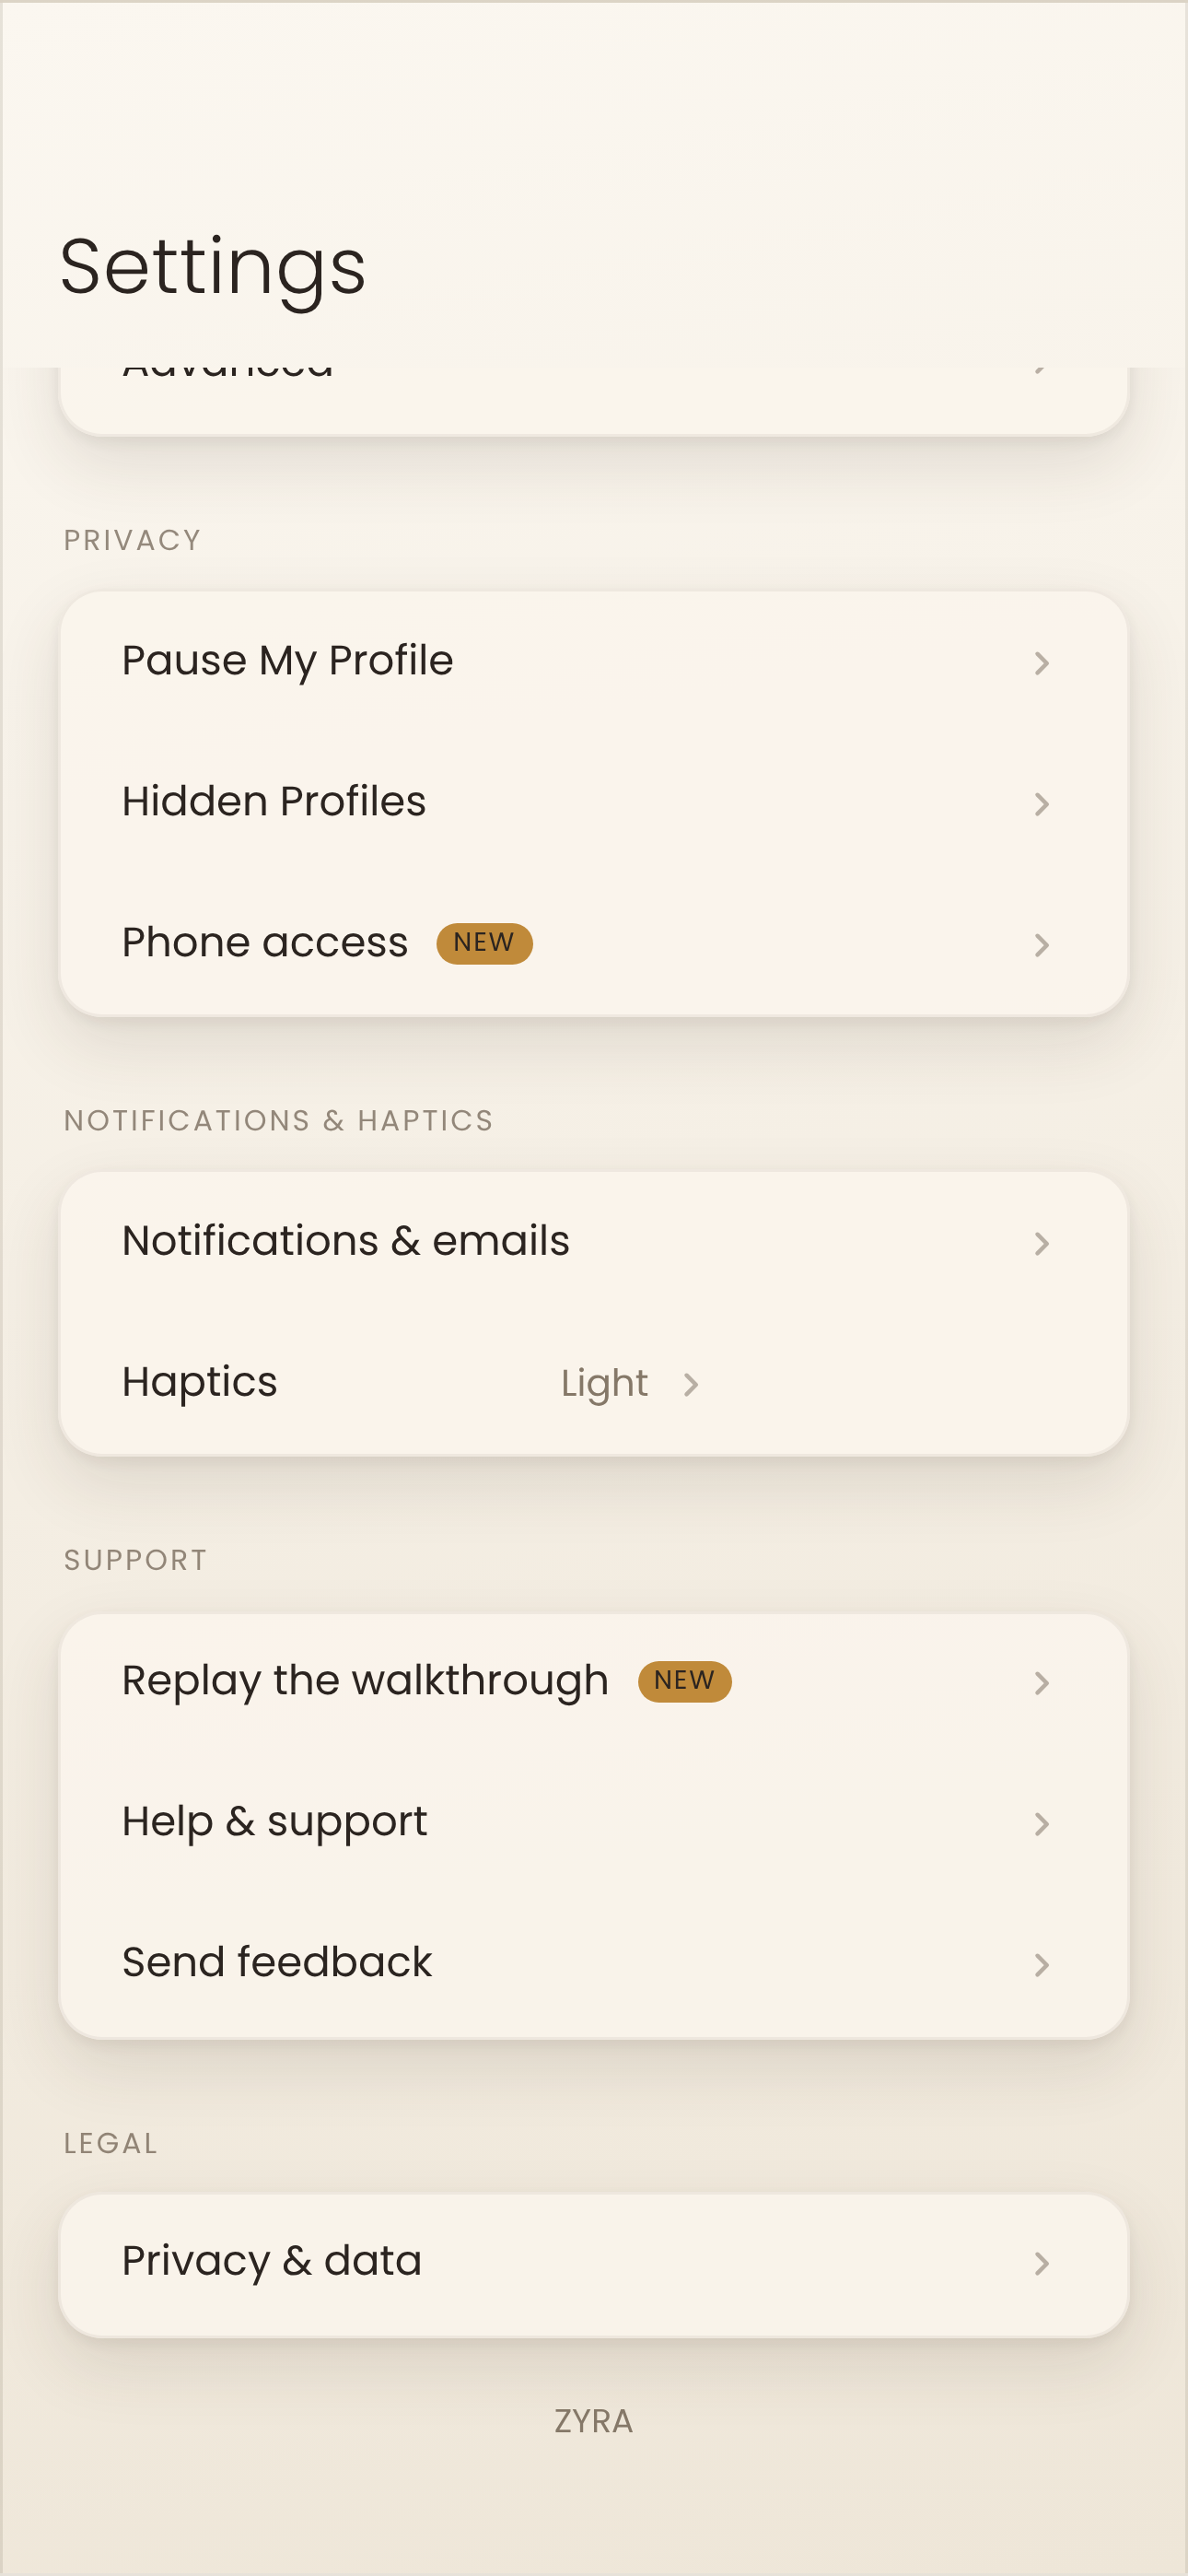 Settings
Advanced
PRIVACY
Pause My Profile
Hidden Profiles
Phone access NEW
NOTIFICATIONS & HAPTICS
Notifications & emails
Haptics Light
SUPPORT
Replay the walkthrough NEW
Help & support
Send feedback
LEGAL
Privacy & data
ZYRA